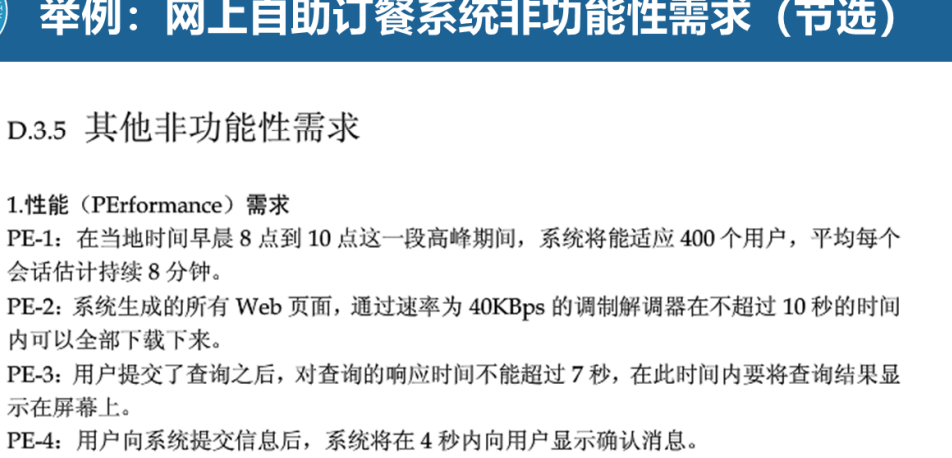 举例：网上自助订餐系统非功能性需求（节选）
D.3.5 其他非功能性需求
1.性能（PErformance）需求
PE-1：在当地时间早晨 8 点到 10 点这一段高峰期间，系统将能适应 400 个用户，平均每个
会话估计持续 8 分钟。
PE-2：系统生成的所有 Web 页面，通过速率为 40KBps 的调制解调器在不超过 10 秒的时间
内可以全部下载下来。
PE-3：用户提交了查询之后，对查询的响应时间不能超过 7 秒，在此时间内要将查询结果显
示在屏幕上。
PE-4：用户向系统提交信息后，系统将在 4 秒内向用户显示确认消息。